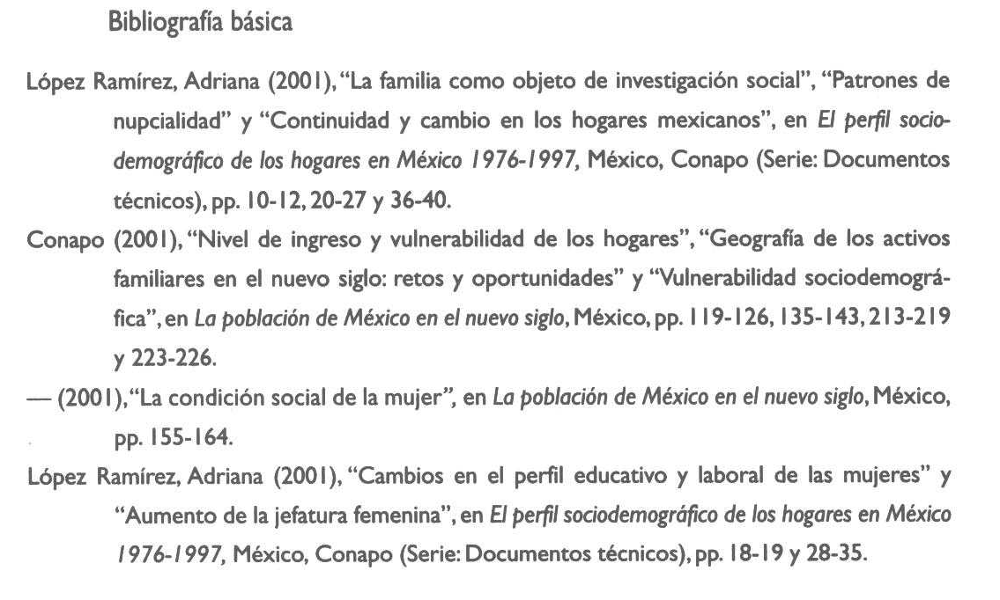 Bibliografía básica
López Ramírez, Adriana (2001), “La familia como objeto de investigación social”, “Patrones de
nupcialidad” y “Continuidad y cambio en los hogares mexicanos”, en El perfil socio-
demográfico de los hogares en México 1976-1997, México, Conapo (Serie: Documentos
técnicos), pp. 10-12, 20-27 y 36-40.
Conapo (2001), “Nivel de ingreso y vulnerabilidad de los hogares”, “Geografía de los activos
familiares en el nuevo siglo: retos y oportunidades” y “Vulnerabilidad sociodemográ-
fica”, en La población de México en el nuevo siglo, México, pp. 119-126, 135-143, 213-219
y 223-226.
— (2001), “La condición social de la mujer”, en La población de México en el nuevo siglo, México,
pp. 155-164.
López Ramírez, Adriana (2001), “Cambios en el perfil educativo y laboral de las mujeres” y
“Aumento de la jefatura femenina”, en El perfil sociodemográfico de los hogares en México
1976-1997, México, Conapo (Serie: Documentos técnicos), pp. 18-19 y 28-35.